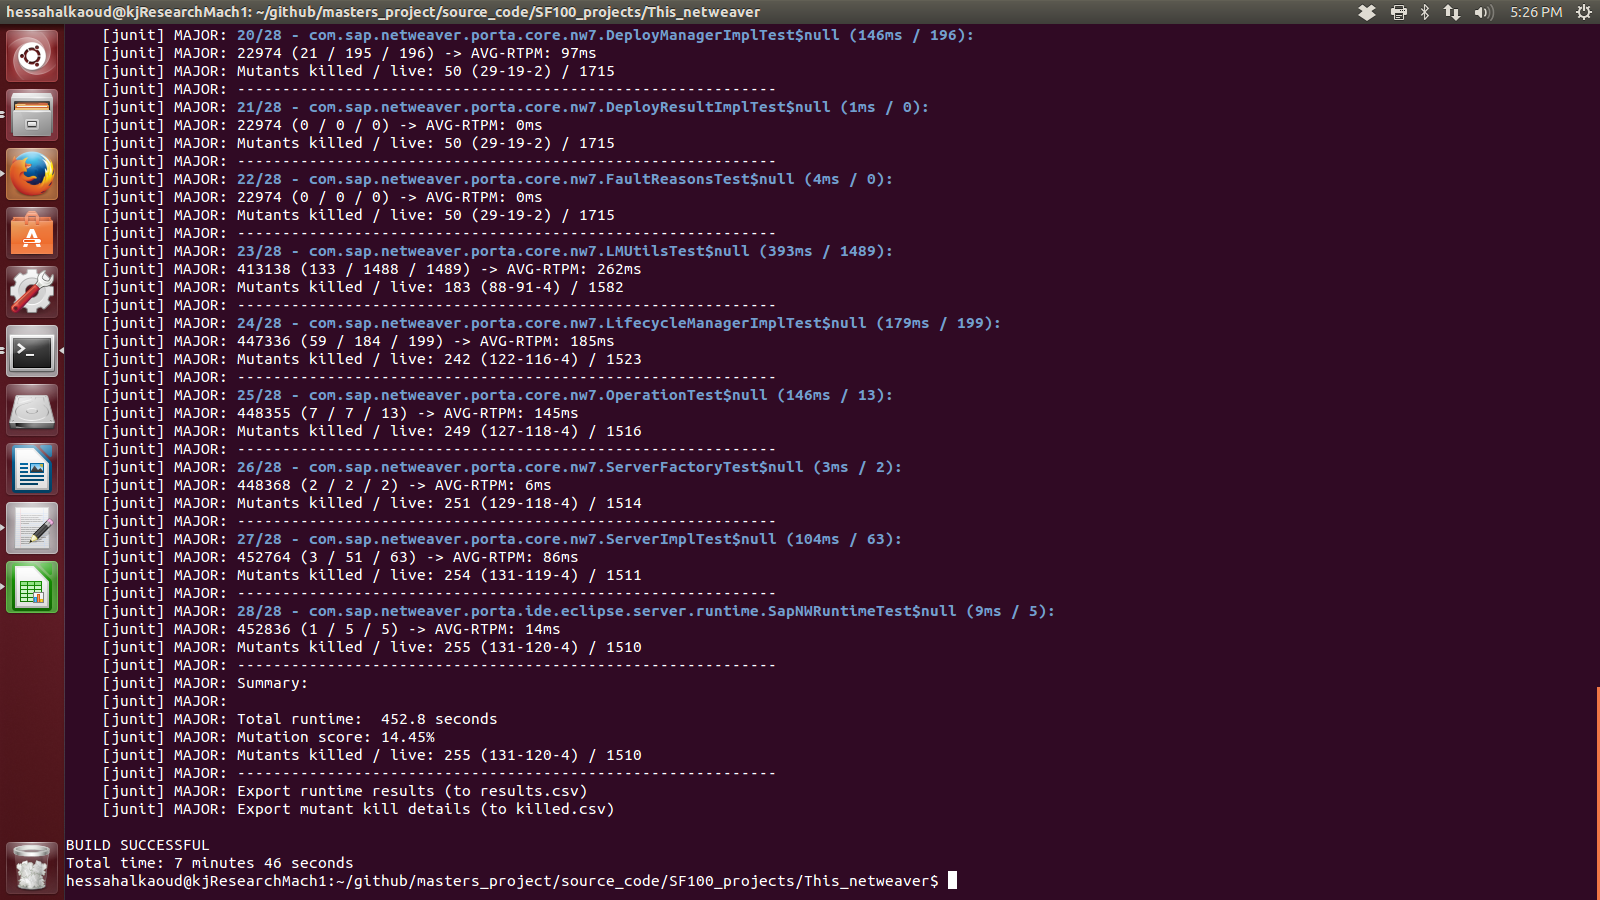 hessahalkaoud@kjResearchMach1: ~/github/masters_project/source_code/SF100_projects/This_netweaver 5:26 PM
[junit] MAJOR: 20/28 - com.sap.netweaver.porta.core.nw7.DeployManagerImplTest$null (146ms / 196):
[junit] MAJOR: 22974 (21 / 195 / 196) -> AVG-RTPM: 97ms
[junit] MAJOR: Mutants killed / live: 50 (29-19-2) / 1715
[junit] MAJOR: ------------------------------------------------------------
[junit] MAJOR: 21/28 - com.sap.netweaver.porta.core.nw7.DeployResultImplTest$null (1ms / 0):
[junit] MAJOR: 22974 (0 / 0 / 0) -> AVG-RTPM: 0ms
[junit] MAJOR: Mutants killed / live: 50 (29-19-2) / 1715
[junit] MAJOR: ------------------------------------------------------------
[junit] MAJOR: 22/28 - com.sap.netweaver.porta.core.nw7.FaultReasonsTest$null (4ms / 0):
[junit] MAJOR: 22974 (0 / 0 / 0) -> AVG-RTPM: 0ms
[junit] MAJOR: Mutants killed / live: 50 (29-19-2) / 1715
[junit] MAJOR: ------------------------------------------------------------
[junit] MAJOR: 23/28 - com.sap.netweaver.porta.core.nw7.LMUtilsTest$null (393ms / 1489):
[junit] MAJOR: 413138 (133 / 1488 / 1489) -> AVG-RTPM: 262ms
[junit] MAJOR: Mutants killed / live: 183 (88-91-4) / 1582
[junit] MAJOR: ------------------------------------------------------------
[junit] MAJOR: 24/28 - com.sap.netweaver.porta.core.nw7.LifecycleManagerImplTest$null (179ms / 199):
[junit] MAJOR: 447336 (59 / 184 / 199) -> AVG-RTPM: 185ms
[junit] MAJOR: Mutants killed / live: 242 (122-116-4) / 1523
[junit] MAJOR: ------------------------------------------------------------
[junit] MAJOR: 25/28 - com.sap.netweaver.porta.core.nw7.OperationTest$null (146ms / 13):
[junit] MAJOR: 448355 (7 / 7 / 13) -> AVG-RTPM: 145ms
[junit] MAJOR: Mutants killed / live: 249 (127-118-4) / 1516
[junit] MAJOR: ------------------------------------------------------------
[junit] MAJOR: 26/28 - com.sap.netweaver.porta.core.nw7.ServerFactoryTest$null (3ms / 2):
[junit] MAJOR: 448368 (2 / 2 / 2) -> AVG-RTPM: 6ms
[junit] MAJOR: Mutants killed / live: 251 (129-118-4) / 1514
[junit] MAJOR: ------------------------------------------------------------
[junit] MAJOR: 27/28 - com.sap.netweaver.porta.core.nw7.ServerImplTest$null (104ms / 63):
[junit] MAJOR: 452764 (3 / 51 / 63) -> AVG-RTPM: 86ms
[junit] MAJOR: Mutants killed / live: 254 (131-119-4) / 1511
[junit] MAJOR: ------------------------------------------------------------
[junit] MAJOR: 28/28 - com.sap.netweaver.porta.ide.eclipse.server.runtime.SapNWRuntimeTest$null (9ms / 5):
[junit] MAJOR: 452836 (1 / 5 / 5) -> AVG-RTPM: 14ms
[junit] MAJOR: Mutants killed / live: 255 (131-120-4) / 1510
[junit] MAJOR: ------------------------------------------------------------
[junit] MAJOR: Summary:
[junit] MAJOR:
[junit] MAJOR: Total runtime:  452.8 seconds
[junit] MAJOR: Mutation score: 14.45%
[junit] MAJOR: Mutants killed / live: 255 (131-120-4) / 1510
[junit] MAJOR: ------------------------------------------------------------
[junit] MAJOR: Export runtime results (to results.csv)
[junit] MAJOR: Export mutant kill details (to killed.csv)
BUILD SUCCESSFUL
Total time: 7 minutes 46 seconds
hessahalkaoud@kjResearchMach1:~/github/masters_project/source_code/SF100_projects/This_netweaver$